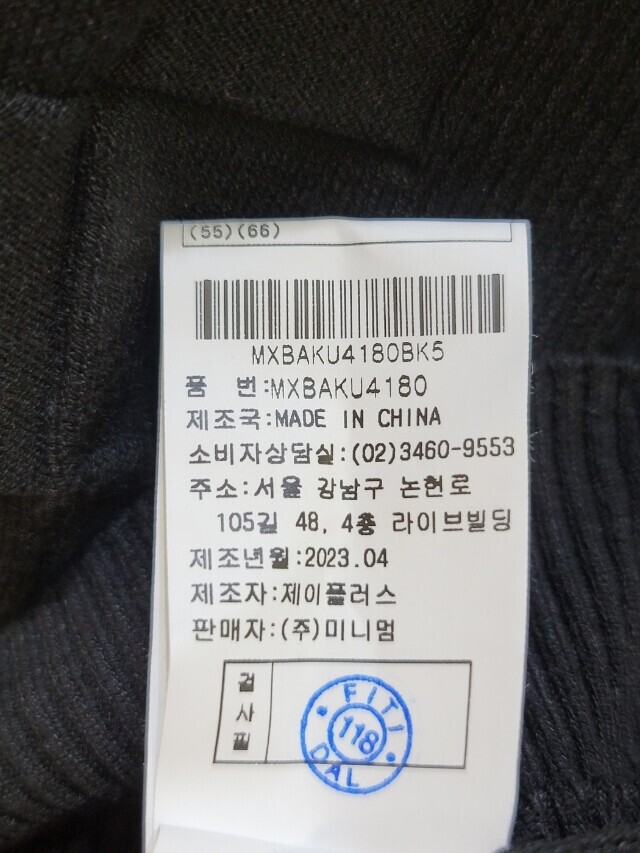 (55)(66)
MXBAKU4180BK5
품 번:MXBAKU4180
제조국:MADE IN CHINA
소비자상담실:(02)3460-9553
주소:서울 강남구 논현로
105길 48, 4층 라이브빌딩
제조년월:2023.04
제조자:제이플러스
판매자:(주)미니멈
검사필
FITI
118
DAL